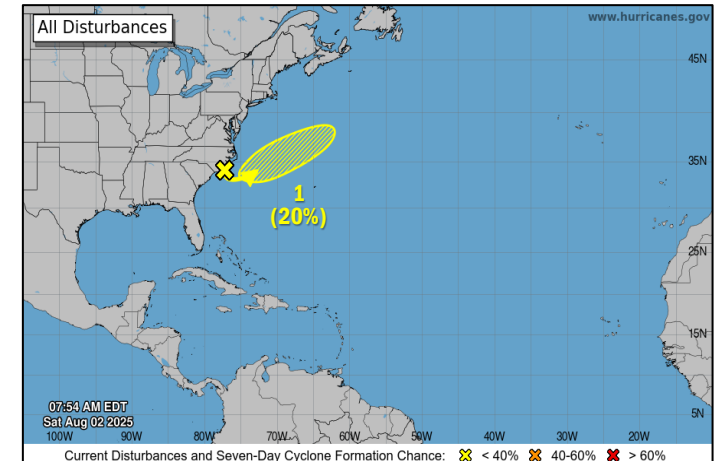 All Disturbances
www.hurricanes.gov
45N
35N
1
(20%)
25N
15N
07:54 AM EDT
Sat Aug 02 2025
5N
100W 90W 80W 70W 60W 50W 40W 30W 20W
Current Disturbances and Seven-Day Cyclone Formation Chance: < 40% 40-60% > 60%